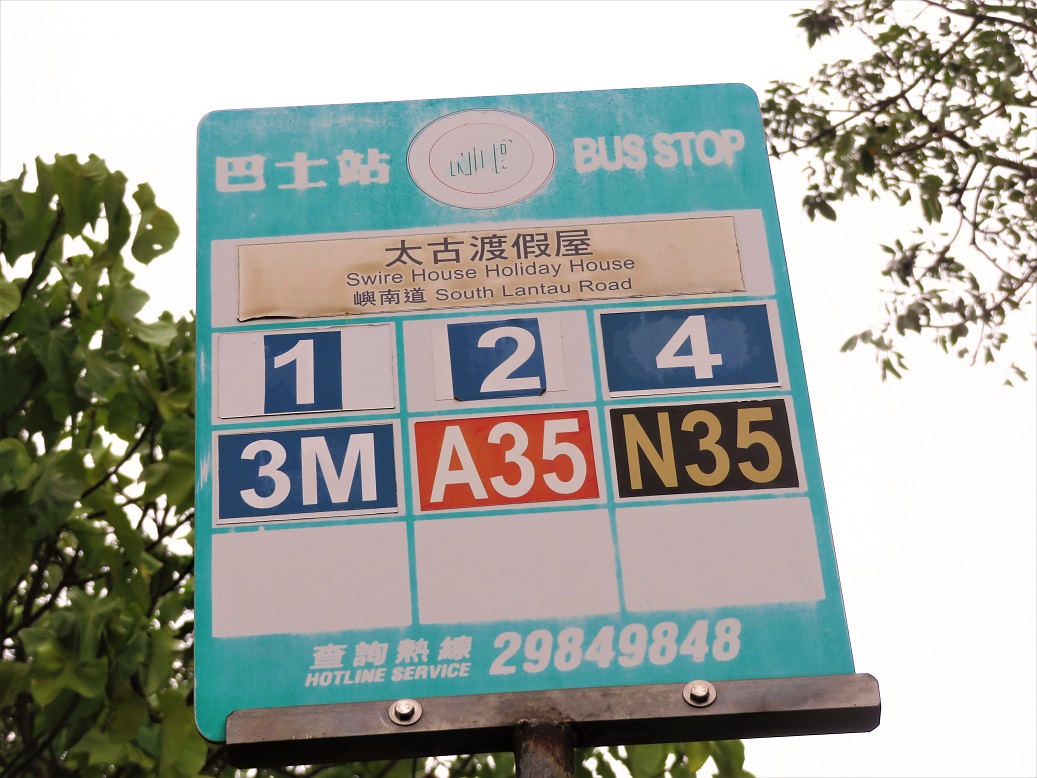 巴士站
BUS STOP
太古渡假屋
Swire House Holiday House
嶼南道 South Lantau Road
1 2 4
3M A35 N35
查詢熱線
HOTLINE SERVICE
29849848